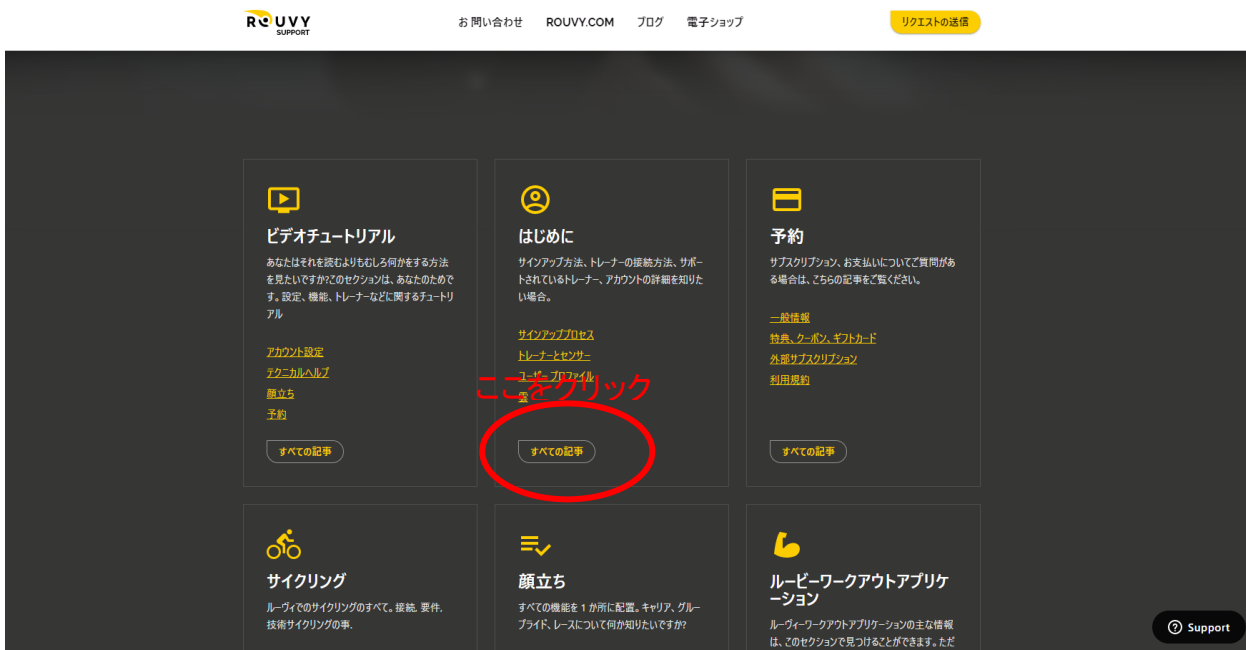 ROUVY
SUPPORT
お問い合わせ ROUVY.COM ブログ 電子ショップ
リクエストの送信
ビデオチュートリアル
あなたはそれを読むよりもむしろ何かをする方法
を見たいですか?このセクションは、あなたのためで
す。設定、機能、トレーナーなどに関するチュートリ
アル
アカウント設定
テクニカルヘルプ
顔立ち
予約
すべての記事
はじめに
サインアップ方法、トレーナーの接続方法、サポー
トされているトレーナー、アカウントの詳細を知りた
い場合。
サインアッププロセス
トレーナーとセンサー
ユーザー プロファイル
雲
ここをクリック
すべての記事
予約
サブスクリプション、お支払いについてご質問があ
る場合は、こちらの記事をご覧ください。
一般情報
特典、クーポン、ギフトカード
外部サブスクリプション
利用規約
すべての記事
サイクリング
ルーヴィでのサイクリングのすべて。接続. 要件.
技術サイクリングの事.
顔立ち
すべての機能を 1 か所に配置。キャリア、グルー
プライド、レースについて何か知りたいですか?
ルービーワークアウトアプリケ
ーション
ルーヴィーワークアウトアプリケーションの主な情報
は、このセクションで見つけることができます。ただ
Support